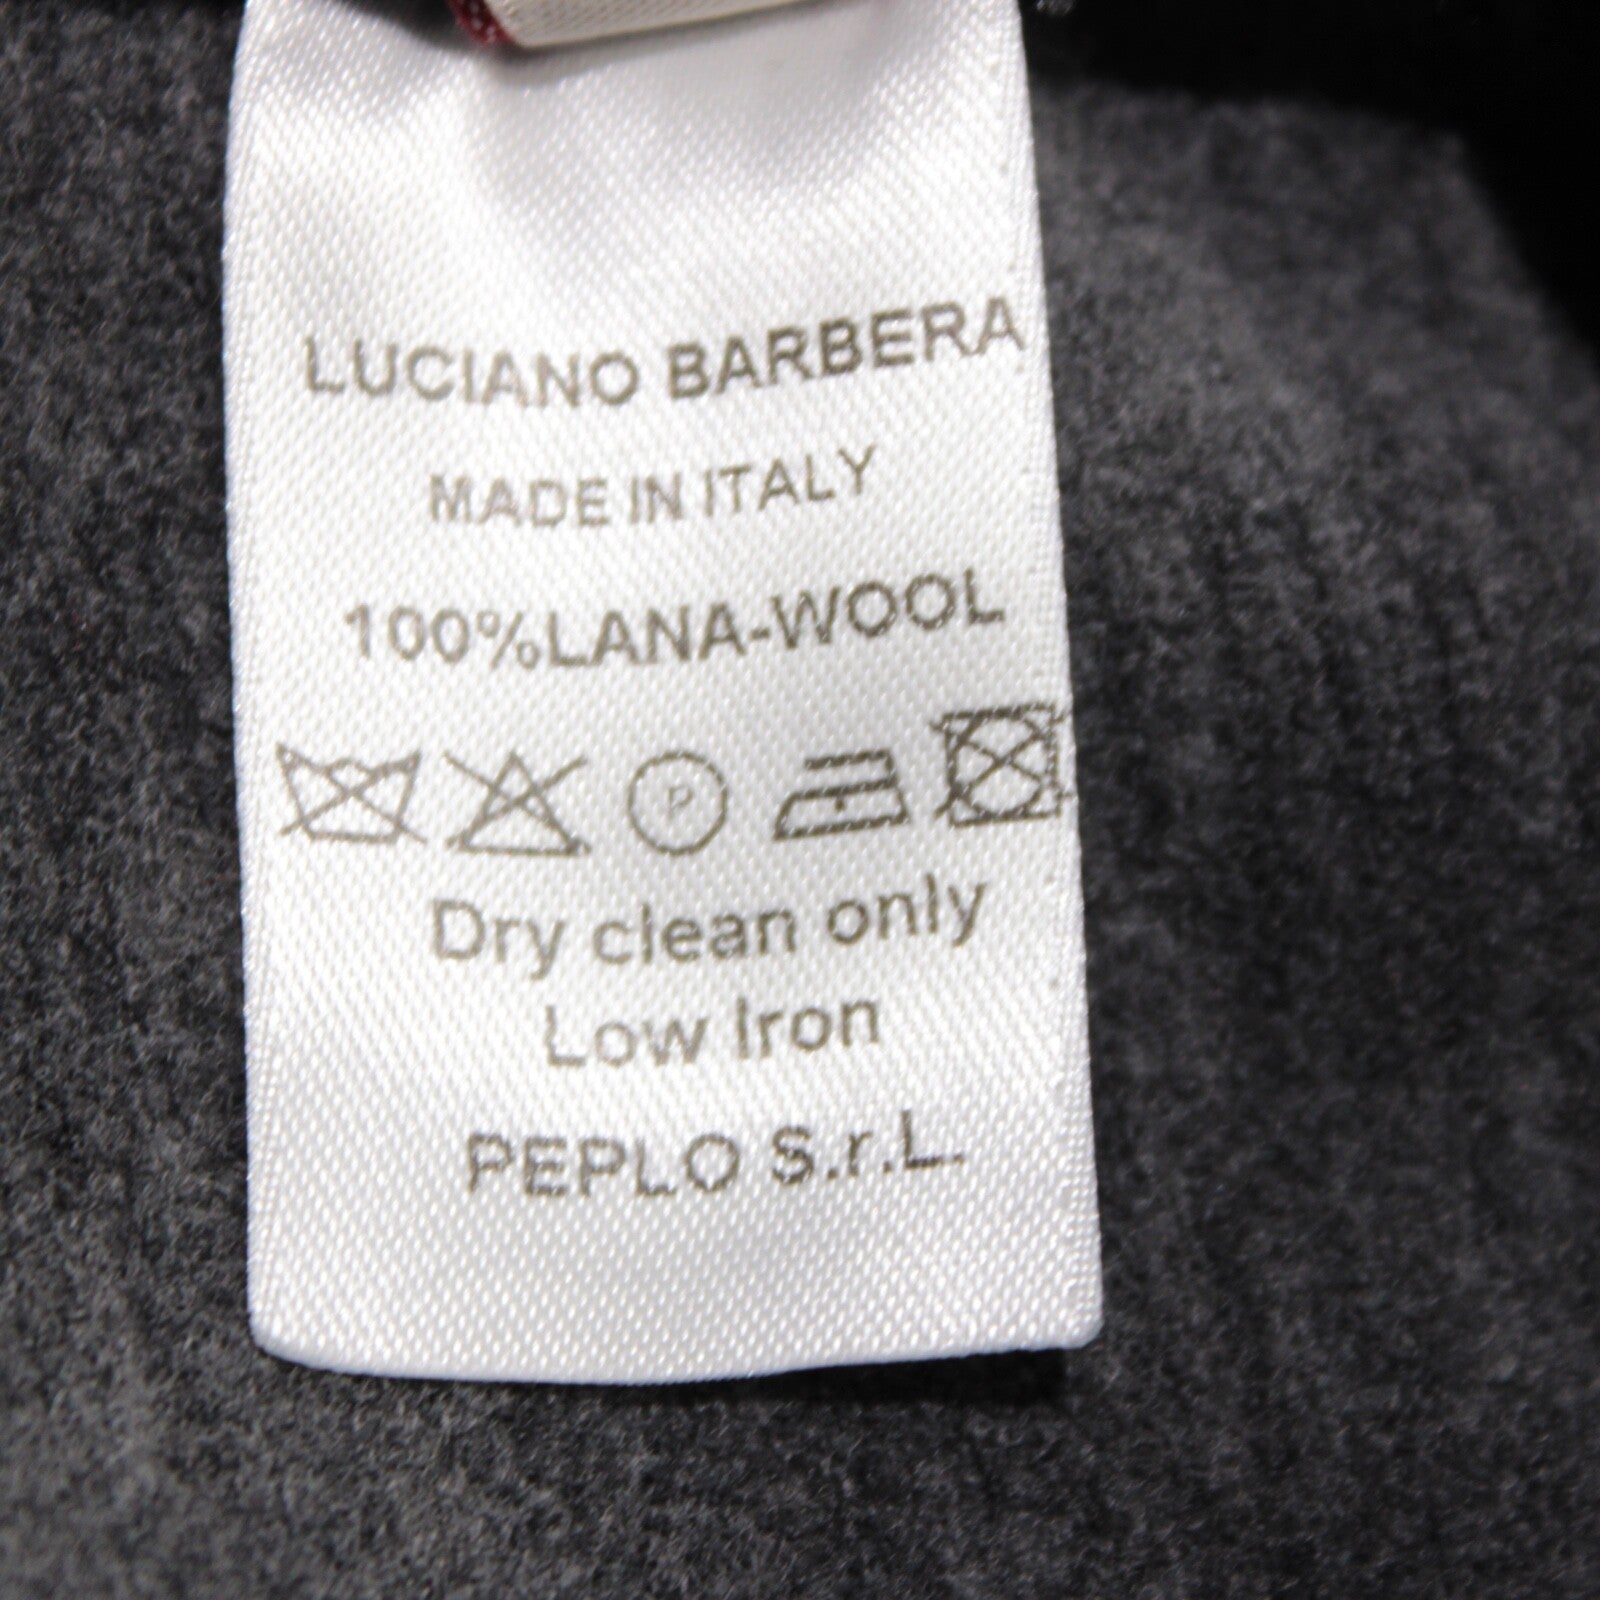 LUCIANO BARBERA
MADE IN ITALY
100%LANA-WOOL
P
Dry clean only
Low Iron
PEPLO S.r.L.